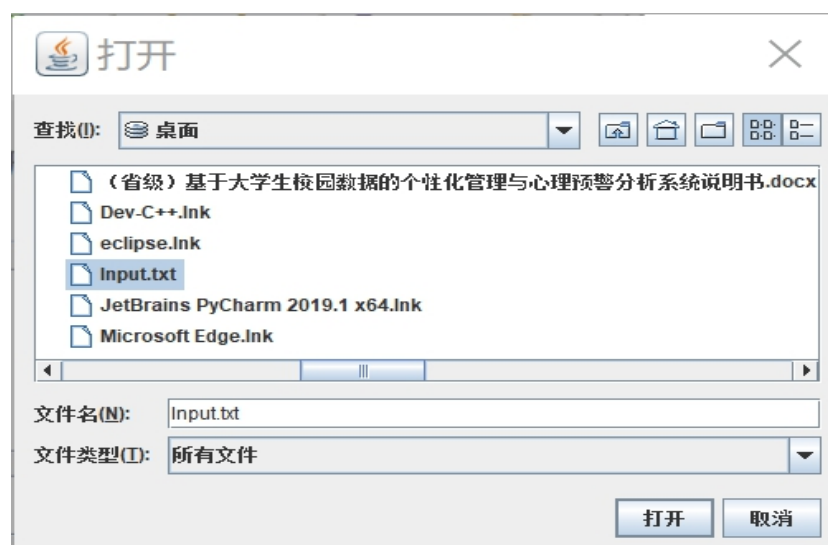 打开
查找(I): 桌面
（省级）基于大学生校园数据的个性化管理与心理预警分析系统说明书.docx
Dev-C++.lnk
eclipse.lnk
Input.txt
JetBrains PyCharm 2019.1 x64.lnk
Microsoft Edge.lnk
文件名(N): Input.txt
文件类型(T): 所有文件
打开 取消